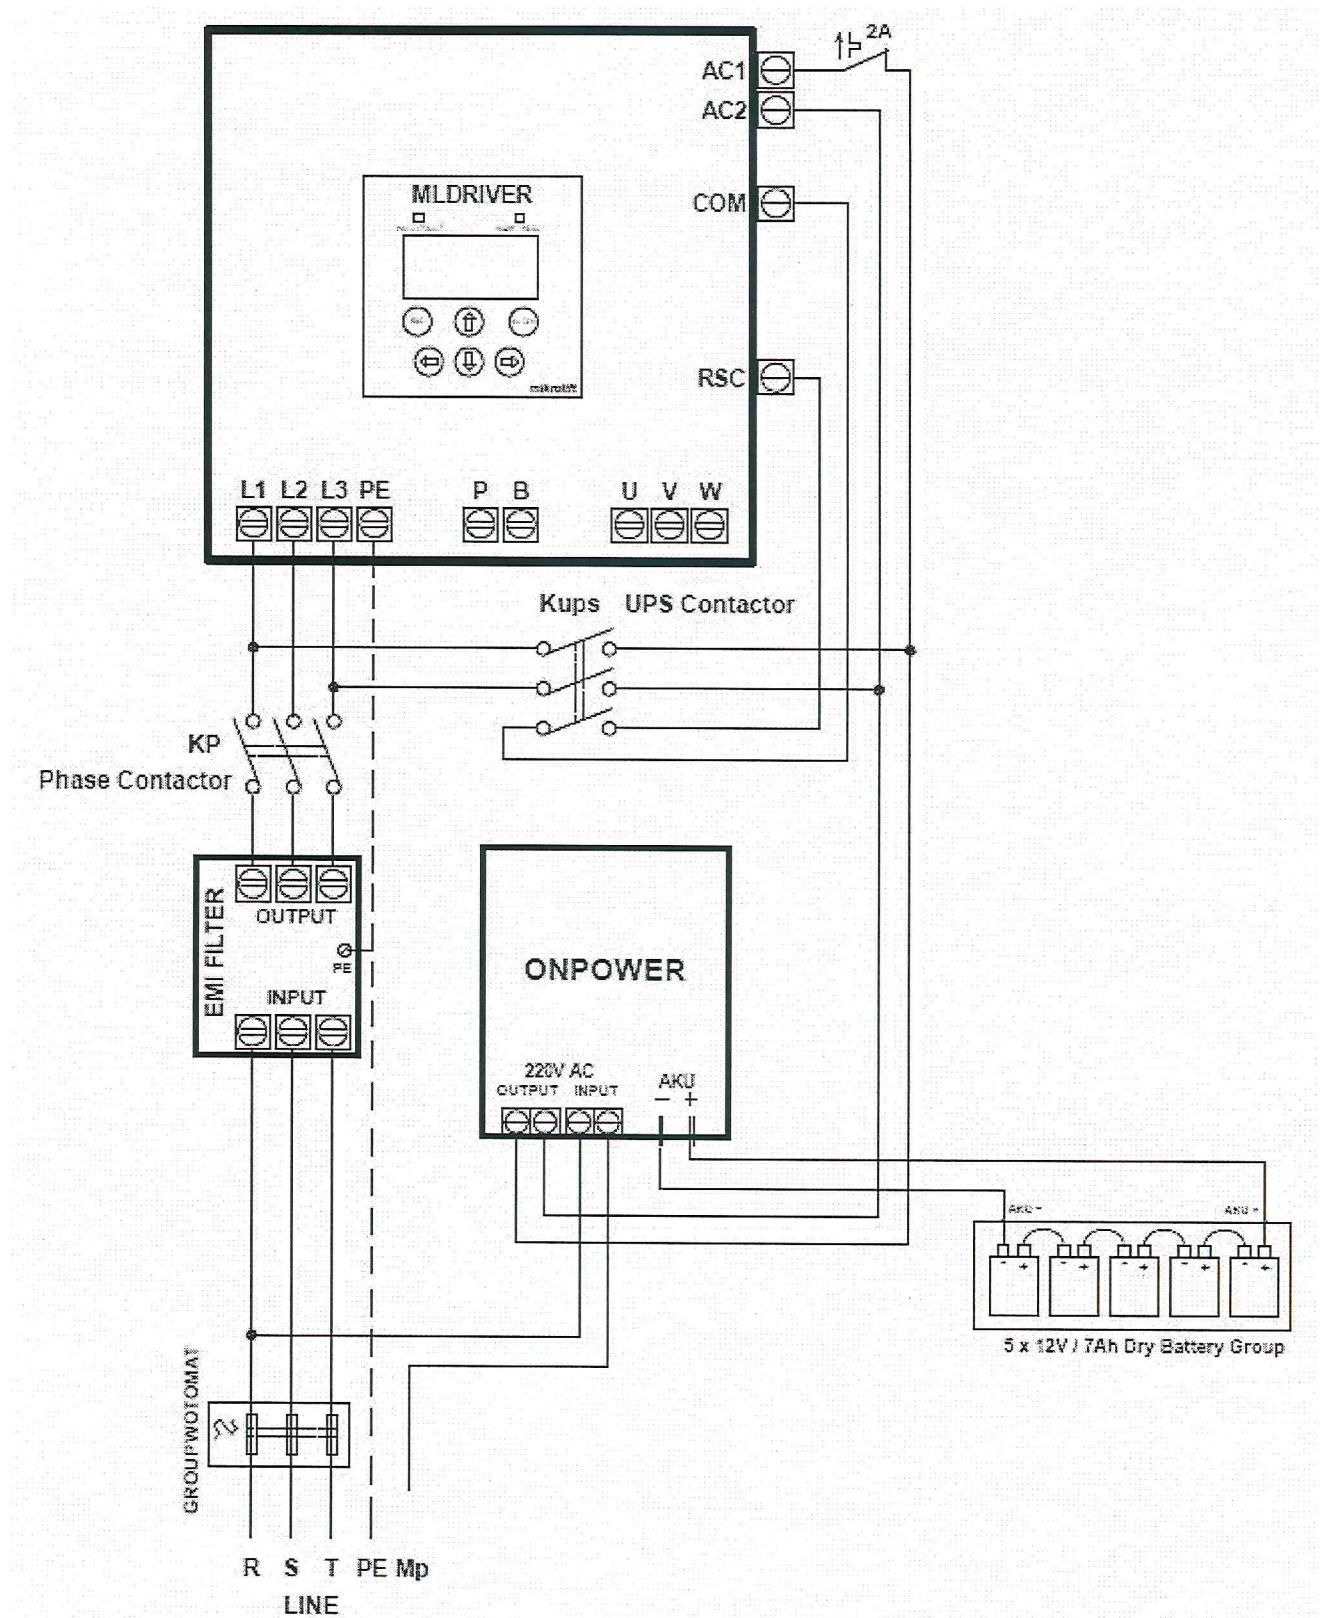 2A
AC1
AC2
MLDRIVER
COM
RSC
mikrolift
L1 L2 L3 PE P B U V W
Kups UPS Contactor
KP
Phase Contactor
EMI FILTER
OUTPUT
PE
INPUT
ONPOWER
220V AC
OUTPUT INPUT
AKU
− +
AKU -
AKU +
- + - + - + - + - +
5 x 12V / 7Ah Dry Battery Group
GROUPWOTOMAT
R S T PE Mp
LINE